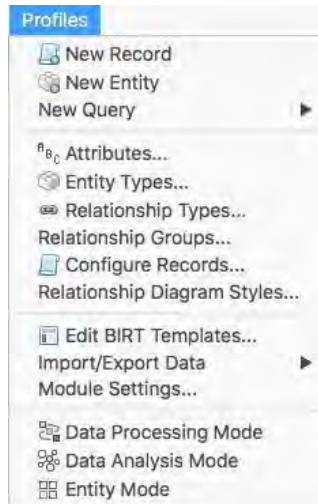 Profiles
New Record
New Entity
New Query
ABC Attributes...
Entity Types...
Relationship Types...
Relationship Groups...
Configure Records...
Relationship Diagram Styles...
Edit BIRT Templates...
Import/Export Data
Module Settings...
Data Processing Mode
Data Analysis Mode
Entity Mode